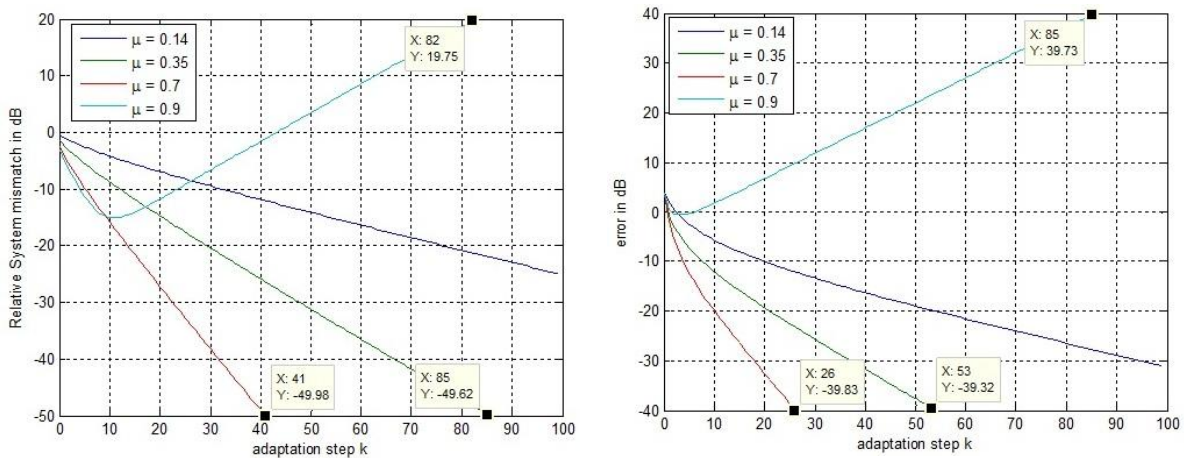 20
10
0
-10
-20
-30
-40
-50
Relative System mismatch in dB
μ = 0.14
μ = 0.35
μ = 0.7
μ = 0.9
X: 82
Y: 19.75
X: 41
Y: -49.98
X: 85
Y: -49.62
0 10 20 30 40 50 60 70 80 90 100
adaptation step k
40
30
20
10
0
-10
-20
-30
-40
error in dB
μ = 0.14
μ = 0.35
μ = 0.7
μ = 0.9
X: 85
Y: 39.73
X: 26
Y: -39.83
X: 53
Y: -39.32
0 10 20 30 40 50 60 70 80 90 100
adaptation step k